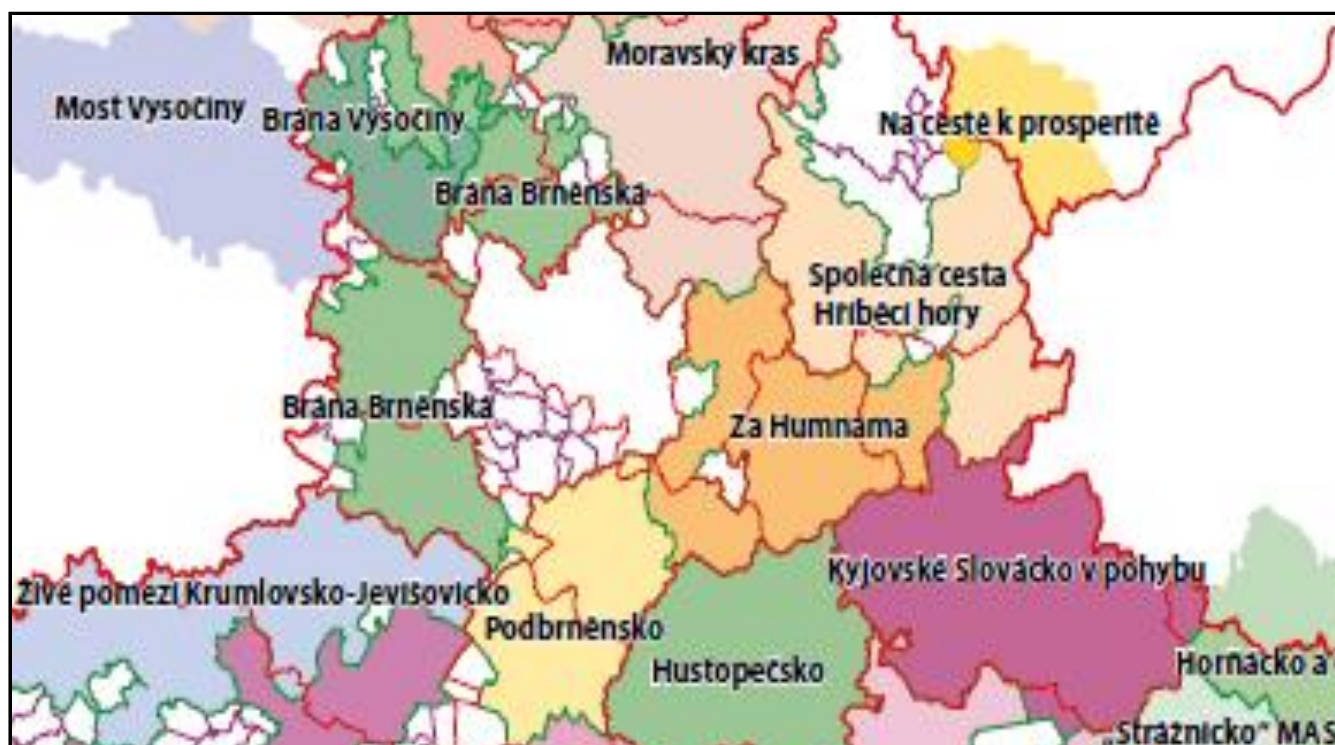 Moravský kras
Most Vysočiny
Brána Vysočiny
Na cestě k prosperitě
Brána Brněnska
Společná cesta
Hříběcí hory
Brána Brněnska
Za Humnama
Živé pomezí Krumlovsko-Jevišovicko
Kyjovské Slovácko v pohybu
Podbrněnsko
Hustopečsko
Horňácko a
„Strážnicko“ MAS